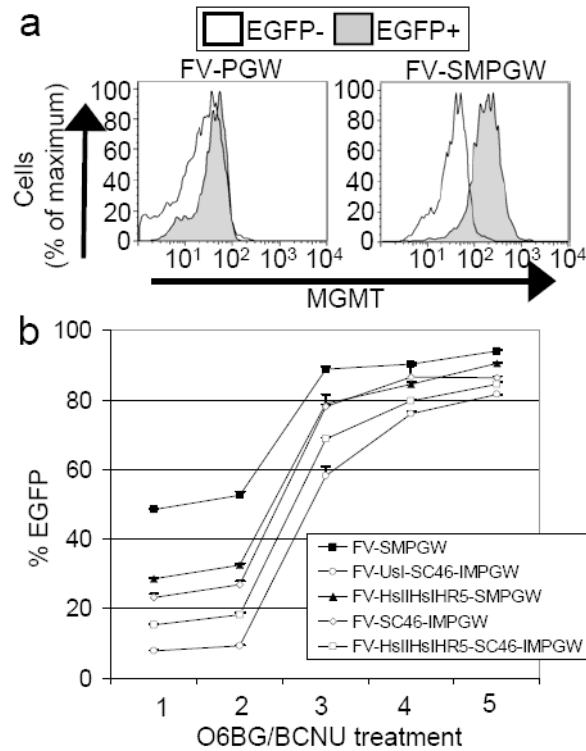 a
EGFP- EGFP+
FV-PGW FV-SMPGW
Cells
(% of maximum)
100 100
80 80
60 60
40 40
20 20
0 0
10¹ 10² 10³ 10⁴ 10¹ 10² 10³ 10⁴
MGMT
b
% EGFP
100
80
60
40
20
0
FV-SMPGW
FV-UsI-SC46-IMPGW
FV-HsIIHsIHR5-SMPGW
FV-SC46-IMPGW
FV-HsIIHsIHR5-SC46-IMPGW
1 2 3 4 5
O6BG/BCNU treatment